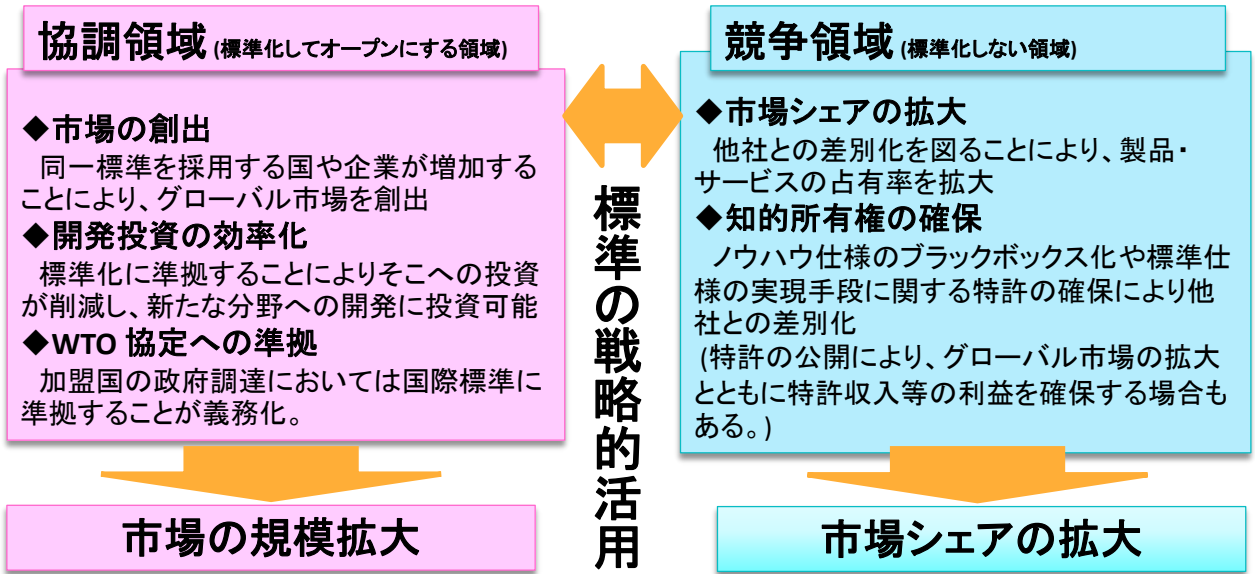 協調領域 (標準化してオープンにする領域)
◆市場の創出
同一標準を採用する国や企業が増加する
ことにより、グローバル市場を創出
◆開発投資の効率化
標準化に準拠することによりそこへの投資
が削減し、新たな分野への開発に投資可能
◆WTO 協定への準拠
加盟国の政府調達においては国際標準に
準拠することが義務化。
市場の規模拡大
標準の戦略的活用
競争領域 (標準化しない領域)
◆市場シェアの拡大
他社との差別化を図ることにより、製品・
サービスの占有率を拡大
◆知的所有権の確保
ノウハウ仕様のブラックボックス化や標準仕
様の実現手段に関する特許の確保により他
社との差別化
(特許の公開により、グローバル市場の拡大
とともに特許収入等の利益を確保する場合も
ある。)
市場シェアの拡大